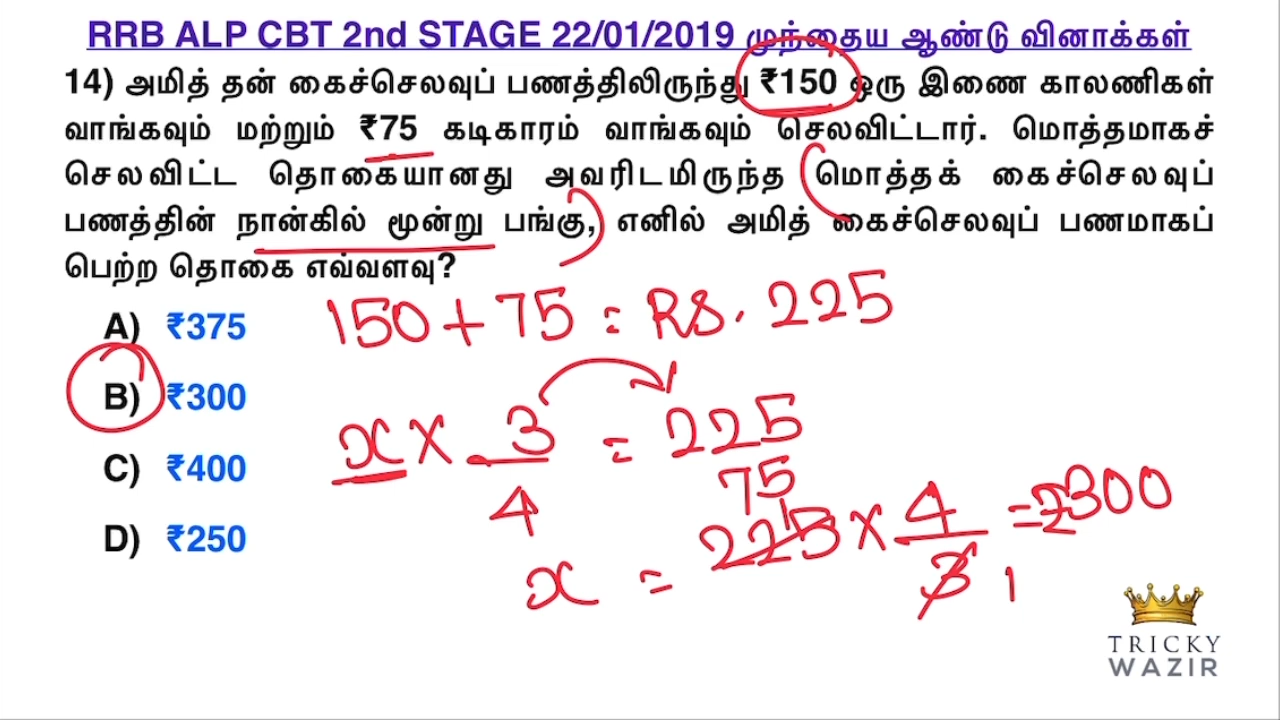 RRB ALP CBT 2nd STAGE 22/01/2019 முந்தைய ஆண்டு வினாக்கள்
14) அமித் தன் கைச்செலவுப் பணத்திலிருந்து ₹150 ஒரு இணை காலணிகள்
வாங்கவும் மற்றும் ₹75 கடிகாரம் வாங்கவும் செலவிட்டார். மொத்தமாகச்
செலவிட்ட தொகையானது அவரிடமிருந்த மொத்தக் கைச்செலவுப்
பணத்தின் நான்கில் மூன்று பங்கு, எனில் அமித் கைச்செலவுப் பணமாகப்
பெற்ற தொகை எவ்வளவு?
A) ₹375
150 + 75 = RS. 225
B) ₹300
x × 3/4 = 225
C) ₹400
75
x = 225 × 4/3 = 300
1
D) ₹250
TRICKY
WAZIR